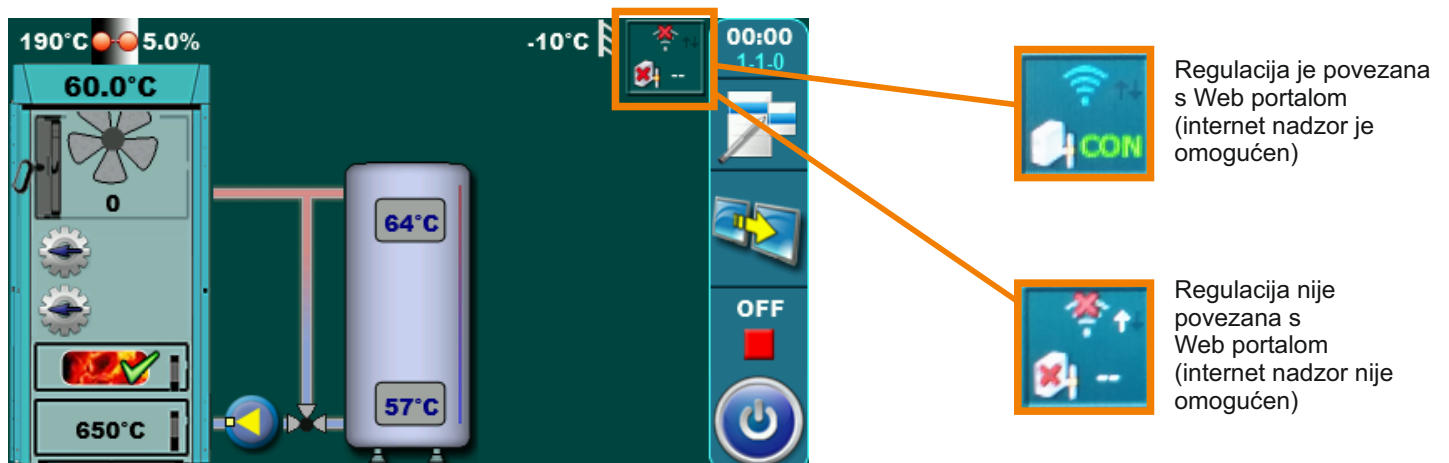 190°C 5.0%
-10°C
--
00:00
1-1-0
60.0°C
0
64°C
57°C
650°C
OFF
CON
Regulacija je povezana
s Web portalom
(internet nadzor je
omogućen)
--
Regulacija nije
povezana s
Web portalom
(internet nadzor nije
omogućen)